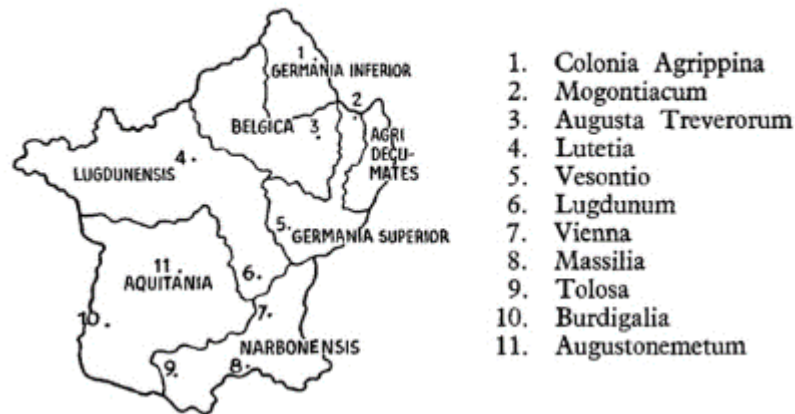 1.
GERMANIA INFERIOR
2
BELGICA
3.
AGRI
DECU-
MATES
4.
LUGDUNENSIS
5.
GERMANIA SUPERIOR
11.
AQUITANIA
6.
7.
10.
NARBONENSIS
9.
8.
1. Colonia Agrippina
2. Mogontiacum
3. Augusta Treverorum
4. Lutetia
5. Vesontio
6. Lugdunum
7. Vienna
8. Massilia
9. Tolosa
10. Burdigalia
11. Augustonemetum